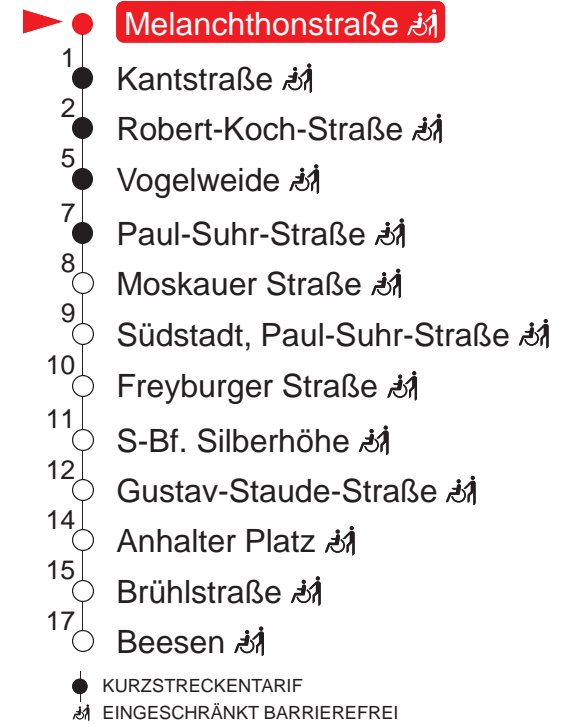 Melanchthonstraße
1
Kantstraße
2
Robert-Koch-Straße
5
Vogelweide
7
Paul-Suhr-Straße
8
Moskauer Straße
9
Südstadt, Paul-Suhr-Straße
10
Freyburger Straße
11
S-Bf. Silberhöhe
12
Gustav-Staude-Straße
14
Anhalter Platz
15
Brühlstraße
17
Beesen
KURZSTRECKENTARIF
EINGESCHRÄNKT BARRIEREFREI